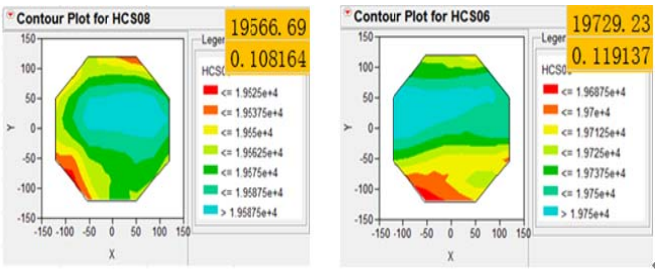 Contour Plot for HCS08
19566.69
0.108164
Legen
HCS0
<= 1.9525e+4
<= 1.95375e+4
<= 1.955e+4
<= 1.95625e+4
<= 1.9575e+4
<= 1.95875e+4
> 1.95875e+4
150
100
50
0
-50
-100
-150
Y
-150 -100 -50 0 50 100 150
X
Contour Plot for HCS06
19729.23
0.119137
Legen
HCS0
<= 1.96875e+4
<= 1.97e+4
<= 1.97125e+4
<= 1.9725e+4
<= 1.97375e+4
<= 1.975e+4
> 1.975e+4
150
100
50
0
-50
-100
-150
Y
-150 -100 -50 0 50 100 150
X